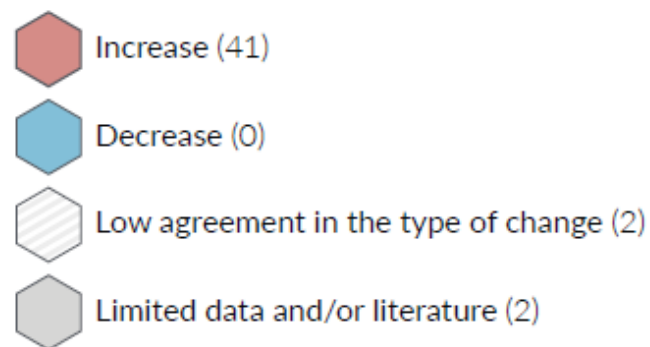 Increase (41)
Decrease (0)
Low agreement in the type of change (2)
Limited data and/or literature (2)